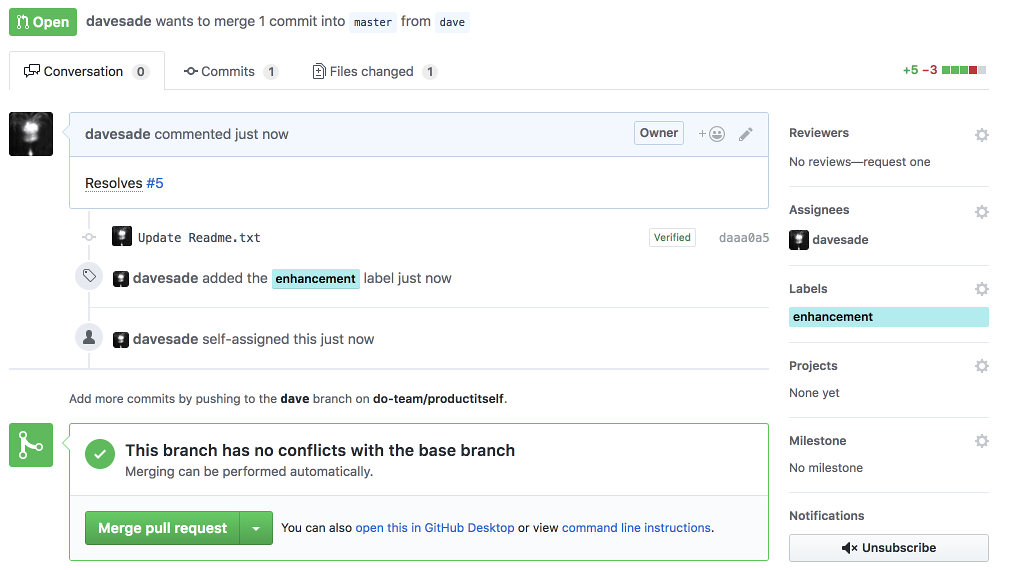 Open davesade wants to merge 1 commit into master from dave
Conversation 0 Commits 1 Files changed 1 +5 −3
davesade commented just now Owner +
Resolves #5
Update Readme.txt Verified daaa0a5
davesade added the enhancement label just now
davesade self-assigned this just now
Add more commits by pushing to the dave branch on do-team/productitself.
This branch has no conflicts with the base branch
Merging can be performed automatically.
Merge pull request You can also open this in GitHub Desktop or view command line instructions.
Reviewers
No reviews—request one
Assignees
davesade
Labels
enhancement
Projects
None yet
Milestone
No milestone
Notifications
Unsubscribe